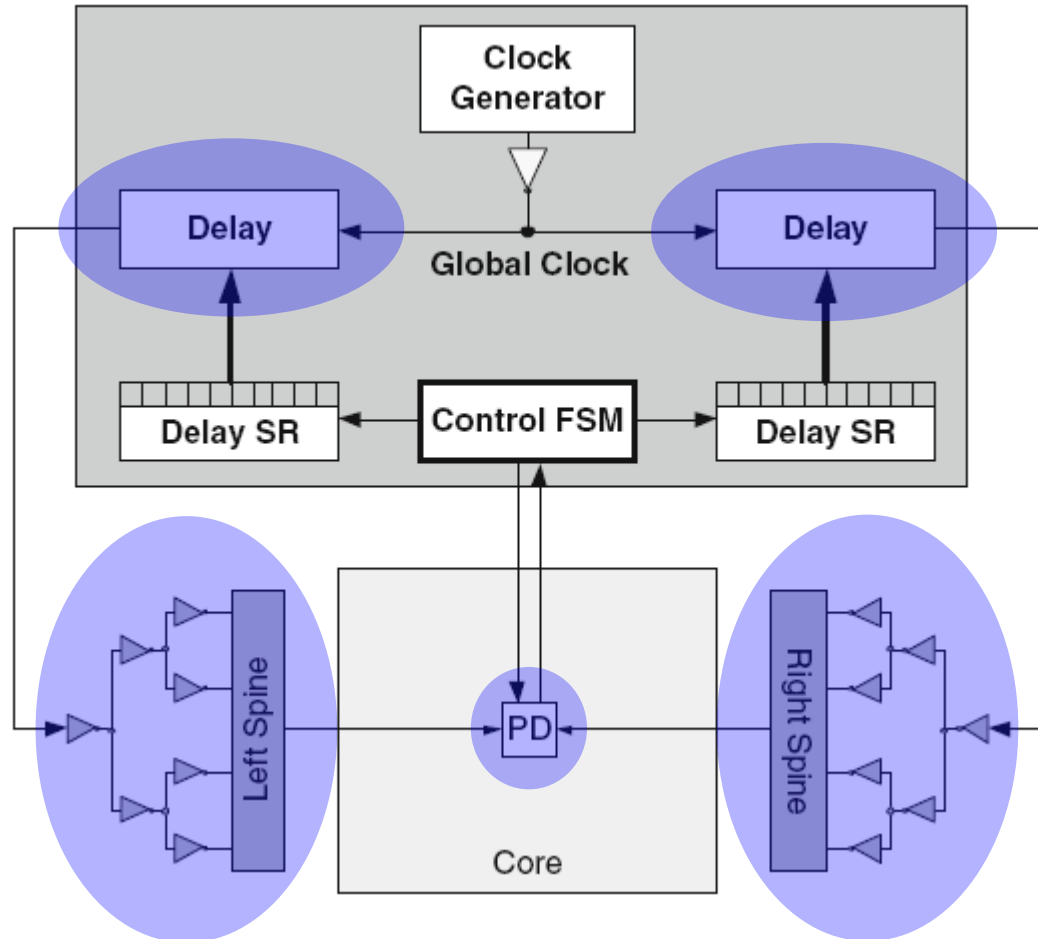 Clock
Generator
Delay
Delay
Global Clock
Delay SR
Control FSM
Delay SR
Left Spine
PD
Right Spine
Core